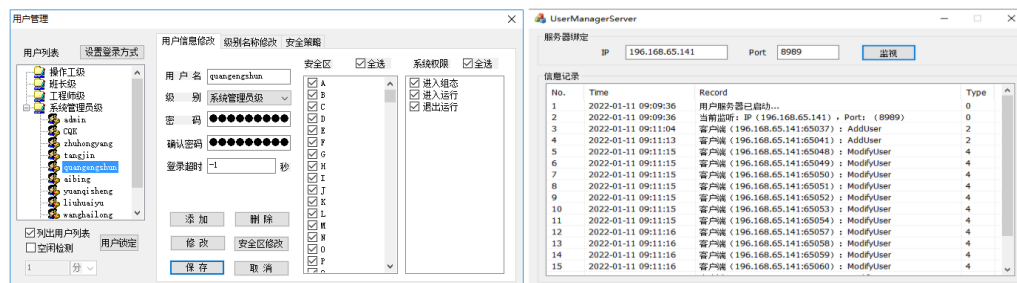 用户管理
用户列表 设置登录方式
操作工级
班长级
工程师级
系统管理员级
admin
CQK
zhuhongyang
tangjin
quangengshun
aibing
yuanqisheng
liuhuaiyu
wanghailong
列出用户列表
空闲检测
用户锁定
1 分
用户信息修改 级别名称修改 安全策略
用 户 名 quangengshun
级 别 系统管理员级
密 码 ●●●●●●●●●
确认密码 ●●●●●●●●●
登录超时 -1 秒
添 加 删 除
修 改 安全区修改
保 存 取 消
安全区 全选
A
B
C
D
E
F
G
H
I
J
K
L
M
N
O
P
系统权限 全选
进入组态
进入运行
退出运行
UserManagerServer
服务器绑定
IP 196.168.65.141 Port 8989 监视
信息记录
No. Time Record Type
1 2022-01-11 09:09:36 用户服务器已启动... 0
2 2022-01-11 09:09:36 当前监听: IP（196.168.65.141）, Port: （8989） 0
3 2022-01-11 09:11:04 客户端（196.168.65.141:65037）: AddUser 2
4 2022-01-11 09:11:13 客户端（196.168.65.141:65041）: AddUser 2
5 2022-01-11 09:11:15 客户端（196.168.65.141:65048）: ModifyUser 4
6 2022-01-11 09:11:15 客户端（196.168.65.141:65049）: ModifyUser 4
7 2022-01-11 09:11:15 客户端（196.168.65.141:65050）: ModifyUser 4
8 2022-01-11 09:11:15 客户端（196.168.65.141:65051）: ModifyUser 4
9 2022-01-11 09:11:15 客户端（196.168.65.141:65052）: ModifyUser 4
10 2022-01-11 09:11:15 客户端（196.168.65.141:65053）: ModifyUser 4
11 2022-01-11 09:11:15 客户端（196.168.65.141:65054）: ModifyUser 4
12 2022-01-11 09:11:16 客户端（196.168.65.141:65057）: ModifyUser 4
13 2022-01-11 09:11:16 客户端（196.168.65.141:65058）: ModifyUser 4
14 2022-01-11 09:11:16 客户端（196.168.65.141:65059）: ModifyUser 4
15 2022-01-11 09:11:16 客户端（196.168.65.141:65060）: ModifyUser 4